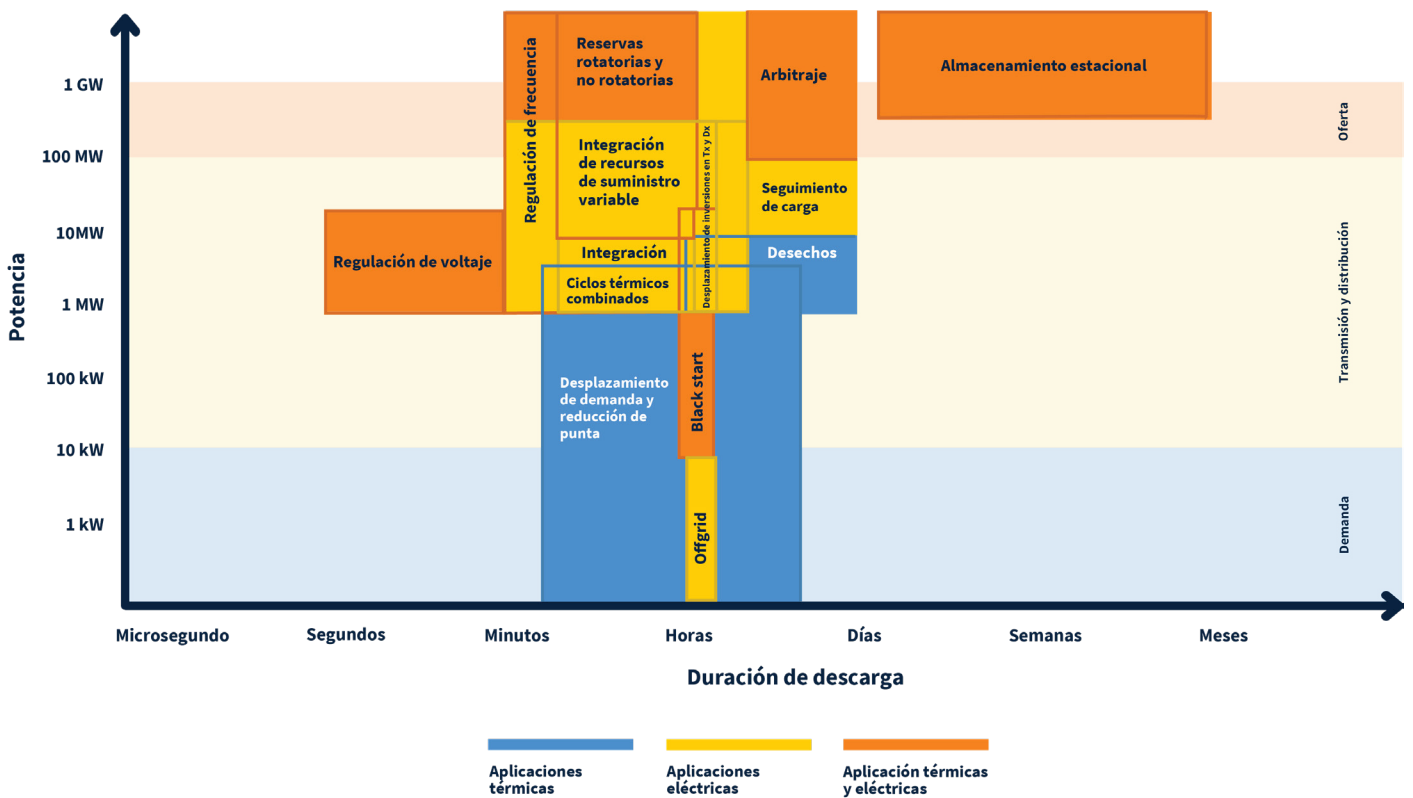 Potencia
1 GW
100 MW
10MW
1 MW
100 kW
10 kW
1 kW
Regulación de voltaje
Regulación de frecuencia
Reservas
rotatorias y
no rotatorias
Integración
de recursos
de suministro
variable
Integración
Ciclos térmicos
combinados
Desplazamiento de inversiones en Tx y Dx
Arbitraje
Seguimiento
de carga
Desechos
Almacenamiento estacional
Desplazamiento
de demanda y
reducción de
punta
Black start
Offgrid
Oferta
Transmisión y distribución
Demanda
Microsegundo
Segundos
Minutos
Horas
Días
Semanas
Meses
Duración de descarga
Aplicaciones
térmicas
Aplicaciones
eléctricas
Aplicación térmicas
y eléctricas